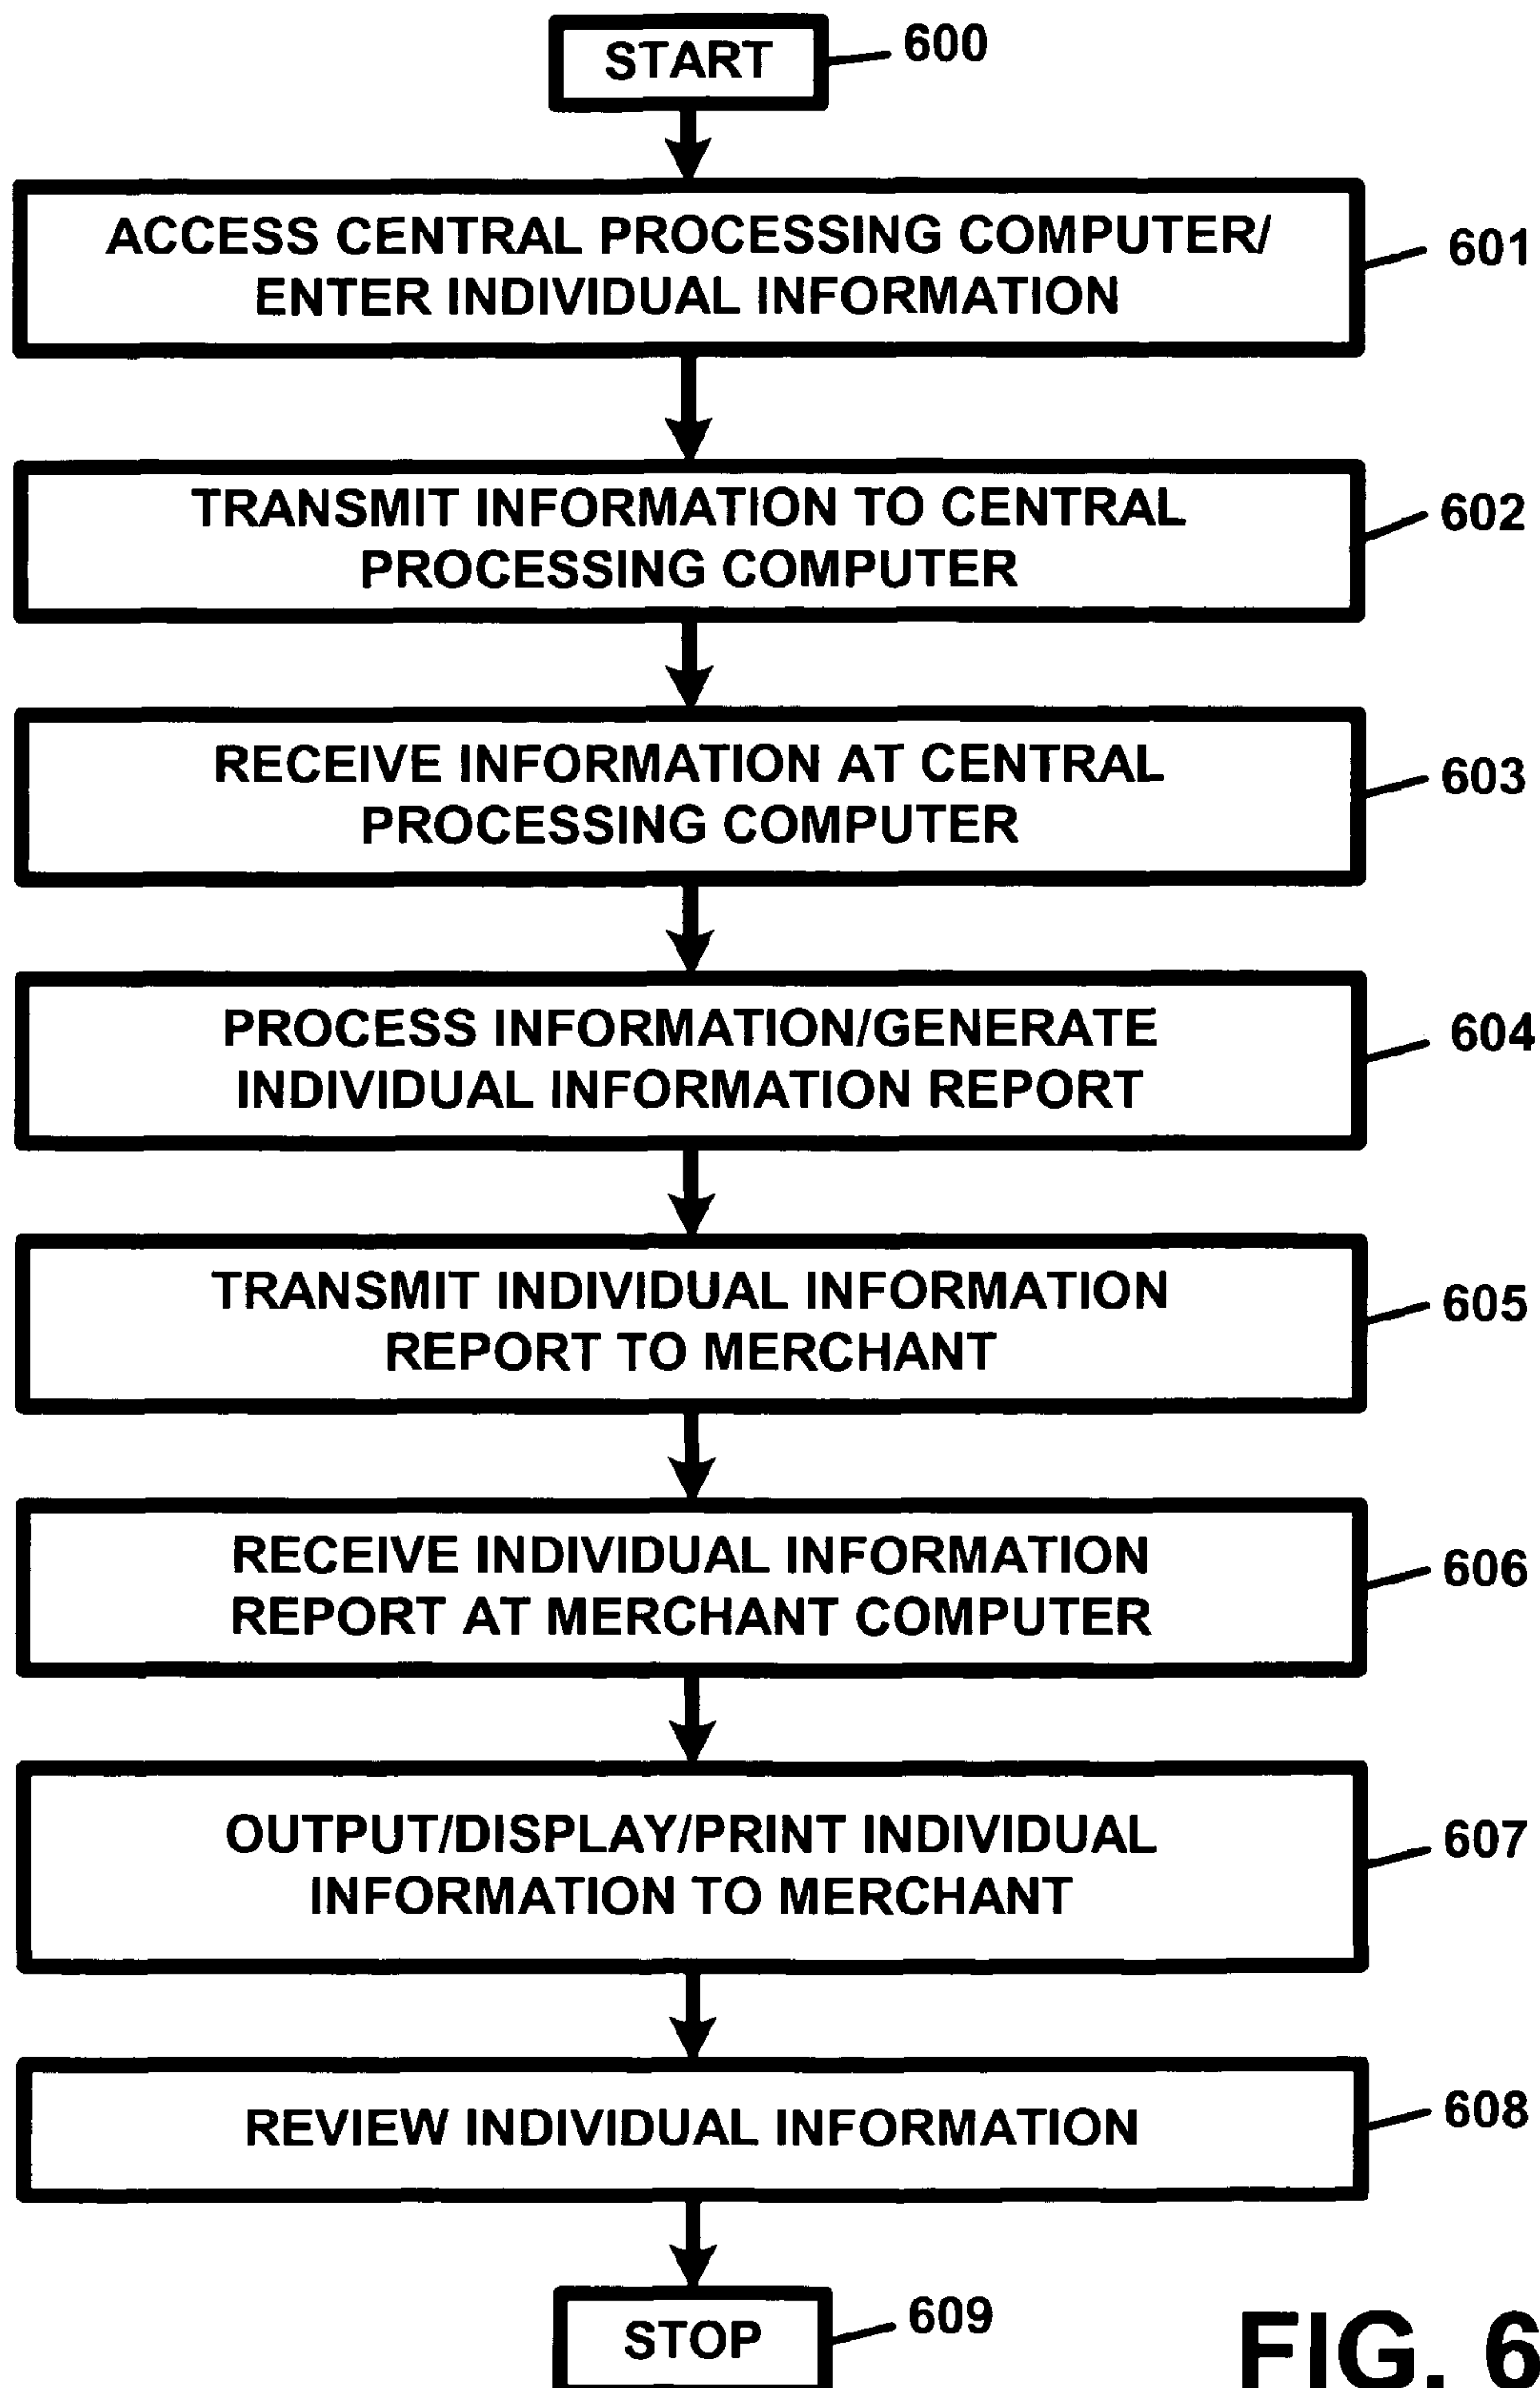 START
600
ACCESS CENTRAL PROCESSING COMPUTER/
ENTER INDIVIDUAL INFORMATION
601
TRANSMIT INFORMATION TO CENTRAL
PROCESSING COMPUTER
602
RECEIVE INFORMATION AT CENTRAL
PROCESSING COMPUTER
603
PROCESS INFORMATION/GENERATE
INDIVIDUAL INFORMATION REPORT
604
TRANSMIT INDIVIDUAL INFORMATION
REPORT TO MERCHANT
605
RECEIVE INDIVIDUAL INFORMATION
REPORT AT MERCHANT COMPUTER
606
OUTPUT/DISPLAY/PRINT INDIVIDUAL
INFORMATION TO MERCHANT
607
REVIEW INDIVIDUAL INFORMATION
608
STOP
609
FIG. 6